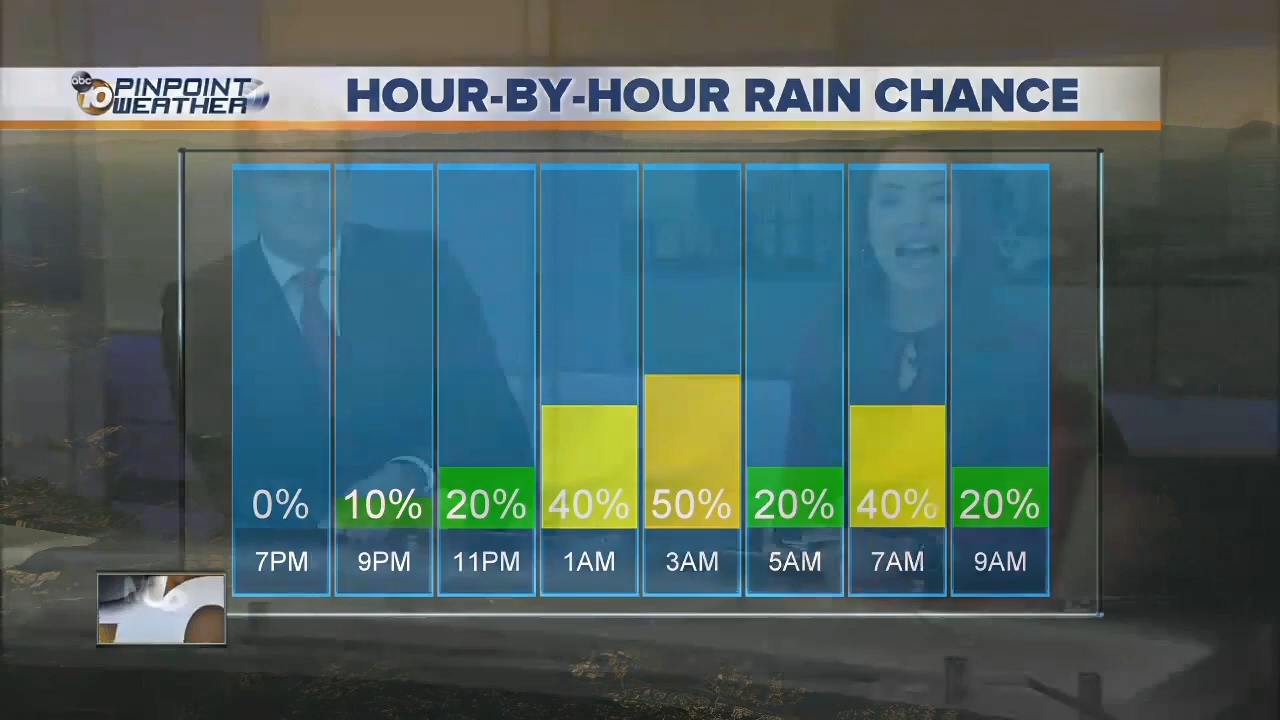 abc
10
PINPOINT
WEATHER
HOUR-BY-HOUR RAIN CHANCE
0% 10% 20% 40% 50% 20% 40% 20%
7PM 9PM 11PM 1AM 3AM 5AM 7AM 9AM